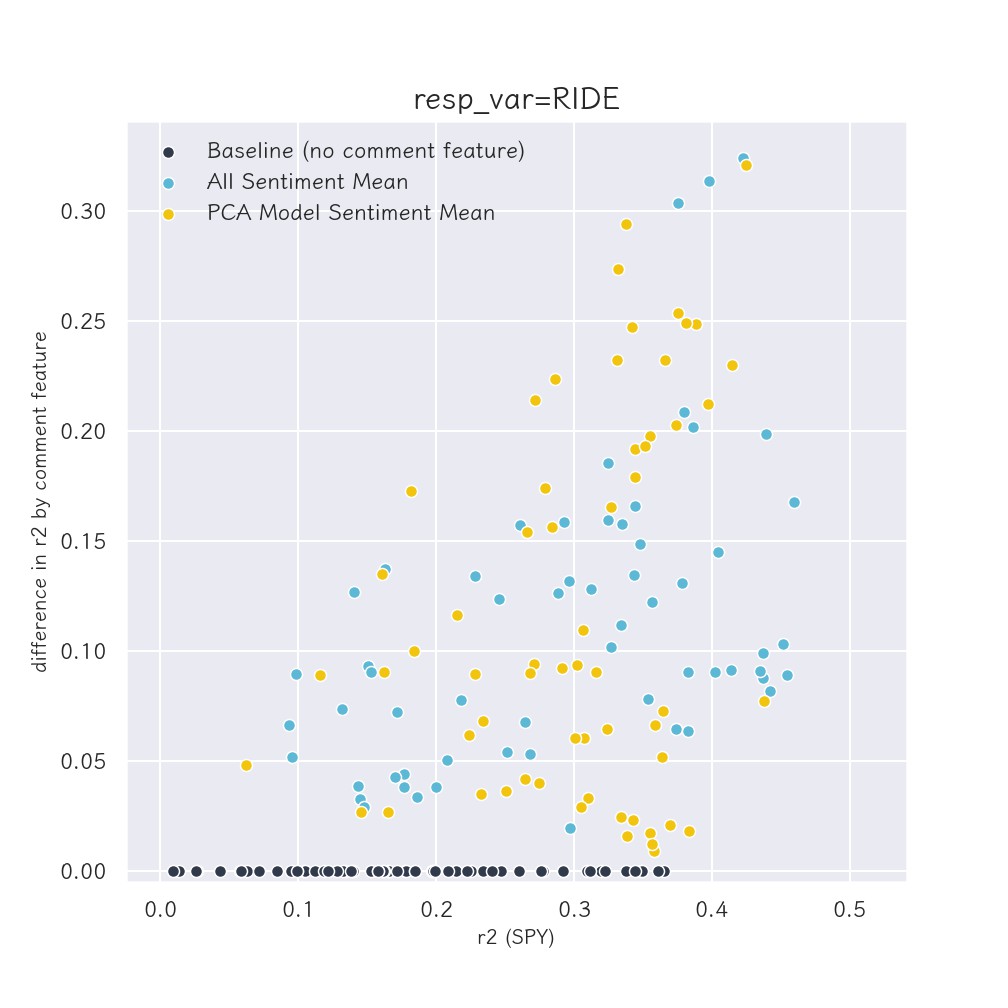 resp_var=RIDE
Baseline (no comment feature)
All Sentiment Mean
PCA Model Sentiment Mean
0.30
0.25
0.20
0.15
0.10
0.05
0.00
difference in r2 by comment feature
0.0 0.1 0.2 0.3 0.4 0.5
r2 (SPY)